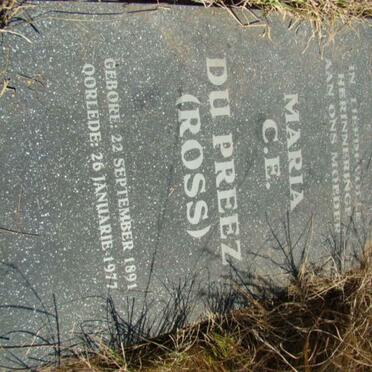 IN LIEFDEVOLLE
HERINNERING
AAN ONS MOEDER
MARIA
C.E.
DU PREEZ
(ROSS)
GEBORE: 22 SEPTEMBER 1891
OORLEDE: 26 JANUARIE 1977